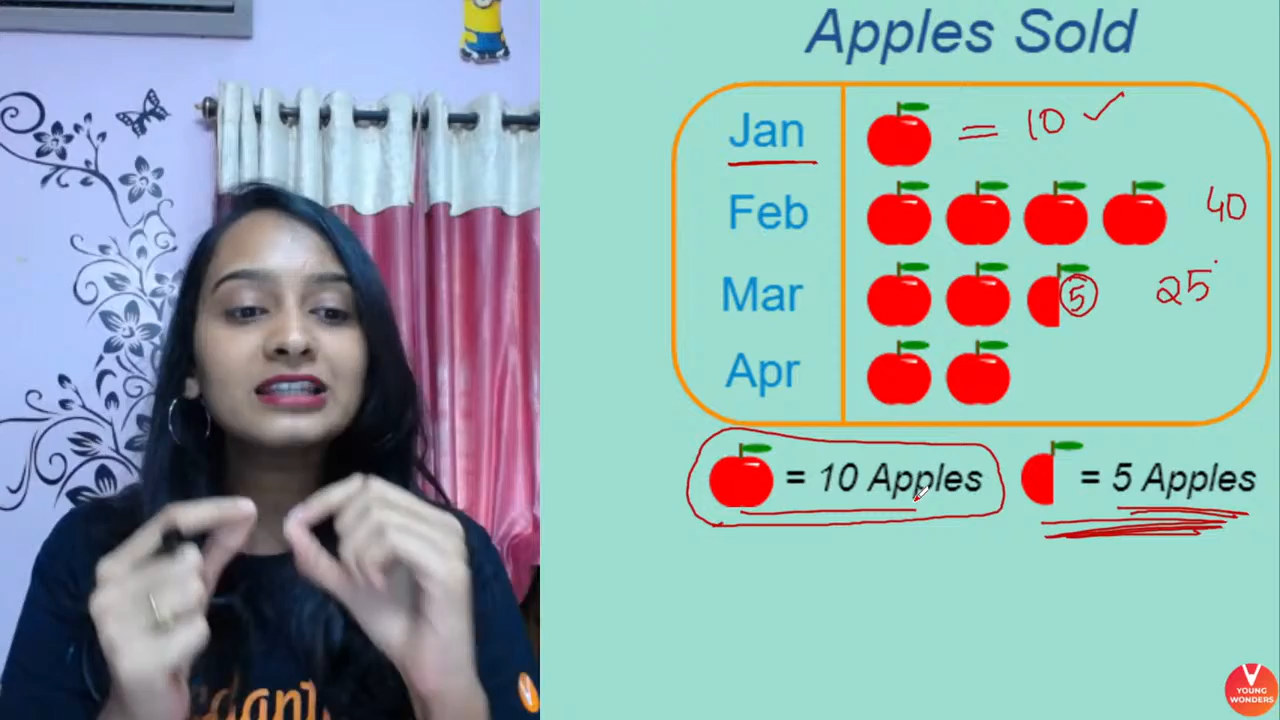 Apples Sold
Jan = 10 ✓
Feb 40
Mar 5 25
Apr
= 10 Apples = 5 Apples
V
YOUNG
WONDERS